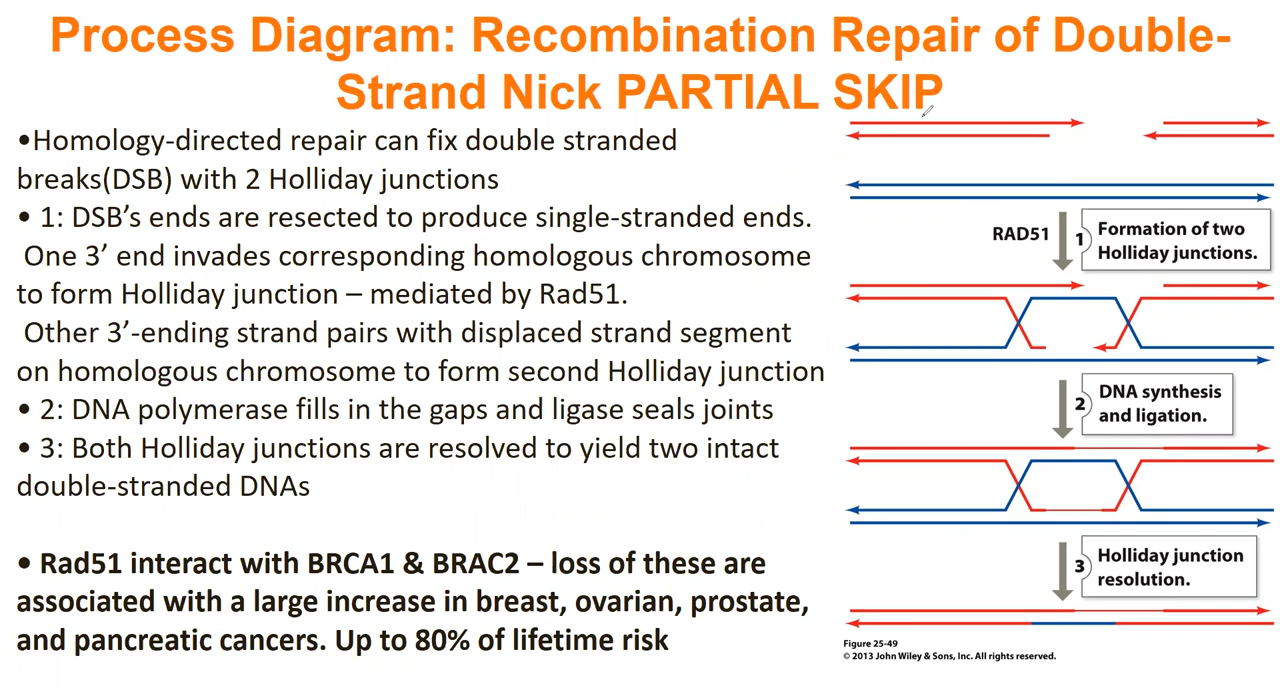 Process Diagram: Recombination Repair of Double-
Strand Nick PARTIAL SKIP
•Homology-directed repair can fix double stranded
breaks(DSB) with 2 Holliday junctions
• 1: DSB's ends are resected to produce single-stranded ends.
One 3' end invades corresponding homologous chromosome
to form Holliday junction – mediated by Rad51.
Other 3'-ending strand pairs with displaced strand segment
on homologous chromosome to form second Holliday junction
• 2: DNA polymerase fills in the gaps and ligase seals joints
• 3: Both Holliday junctions are resolved to yield two intact
double-stranded DNAs
• Rad51 interact with BRCA1 & BRAC2 – loss of these are
associated with a large increase in breast, ovarian, prostate,
and pancreatic cancers. Up to 80% of lifetime risk
RAD51
1
Formation of two
Holliday junctions.
2
DNA synthesis
and ligation.
3
Holliday junction
resolution.
Figure 25-49
© 2013 John Wiley & Sons, Inc. All rights reserved.